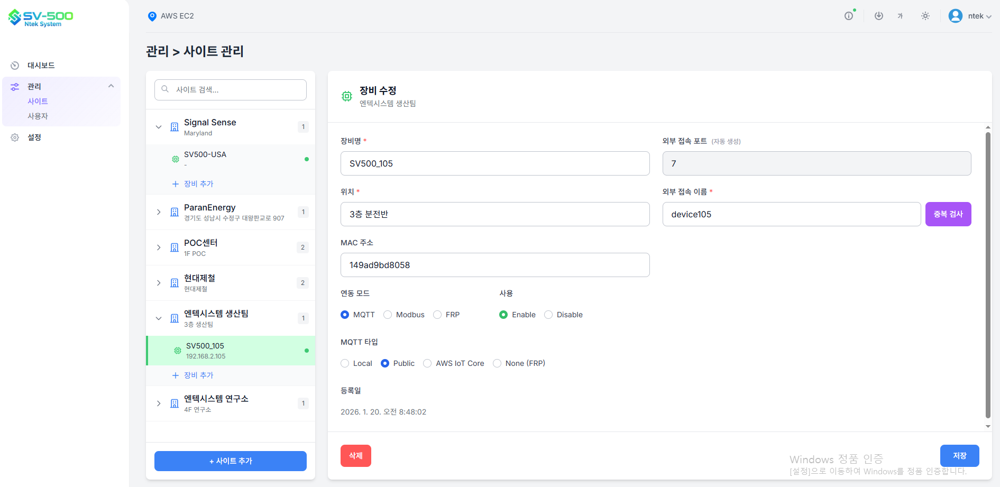 SV-500
Ntek System
AWS EC2
가
ntek
대시보드
관리
사이트
사용자
설정
관리 > 사이트 관리
사이트 검색...
Signal Sense
Maryland
1
SV500-USA
-
+ 장비 추가
ParanEnergy
경기도 성남시 수정구 대왕판교로 907
1
POC센터
1F POC
2
현대제철
현대제철
2
엔텍시스템 생산팀
3층 생산팀
1
SV500_105
192.168.2.105
+ 장비 추가
엔텍시스템 연구소
4F 연구소
1
+ 사이트 추가
장비 수정
엔텍시스템 생산팀
장비명 *
SV500_105
외부 접속 포트 (자동 생성)
7
위치 *
3층 분전반
외부 접속 이름 *
device105
중복 검사
MAC 주소
149ad9bd8058
연동 모드
MQTT Modbus FRP
사용
Enable Disable
MQTT 타입
Local Public AWS IoT Core None (FRP)
등록일
2026. 1. 20. 오전 8:48:02
삭제
저장
Windows 정품 인증
[설정]으로 이동하여 Windows를 정품 인증합니다.